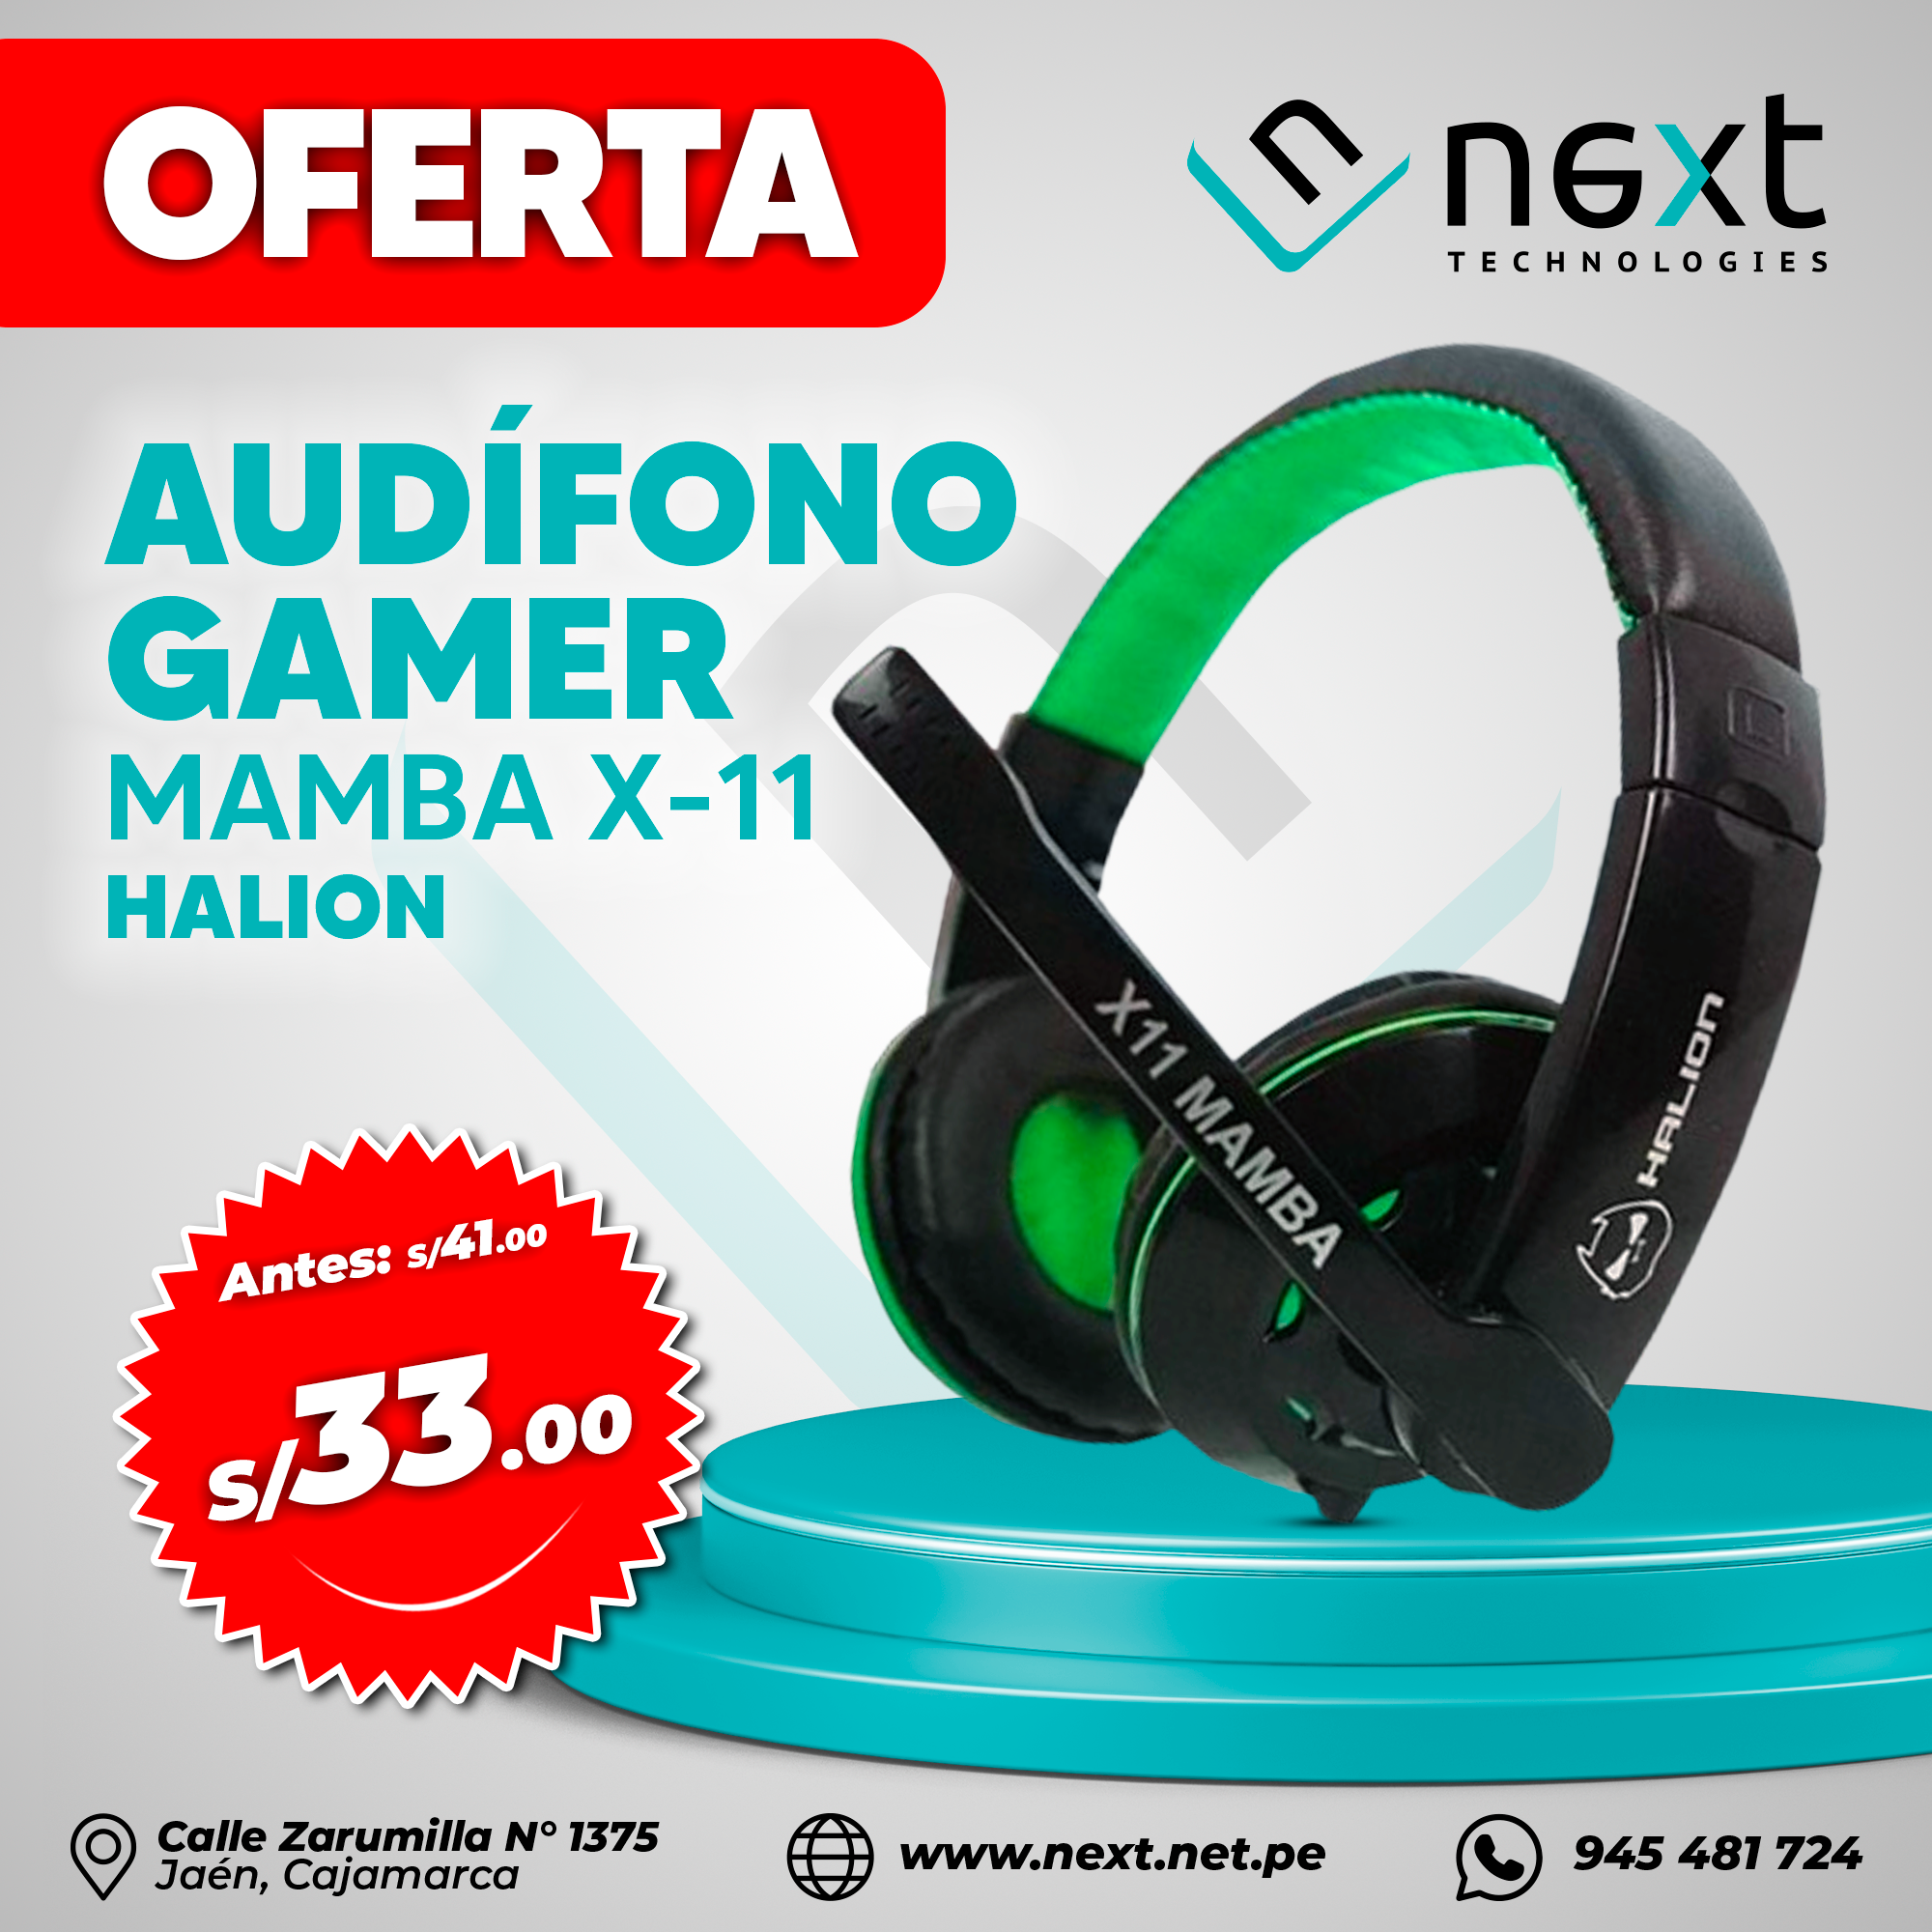 OFERTA
next
TECHNOLOGIES
AUDÍFONO
GAMER
MAMBA X-11
HALION
X11 MAMBA
HALION
Antes: S/41.00
S/33.00
Calle Zarumilla N° 1375
Jaén, Cajamarca
www.next.net.pe
945 481 724